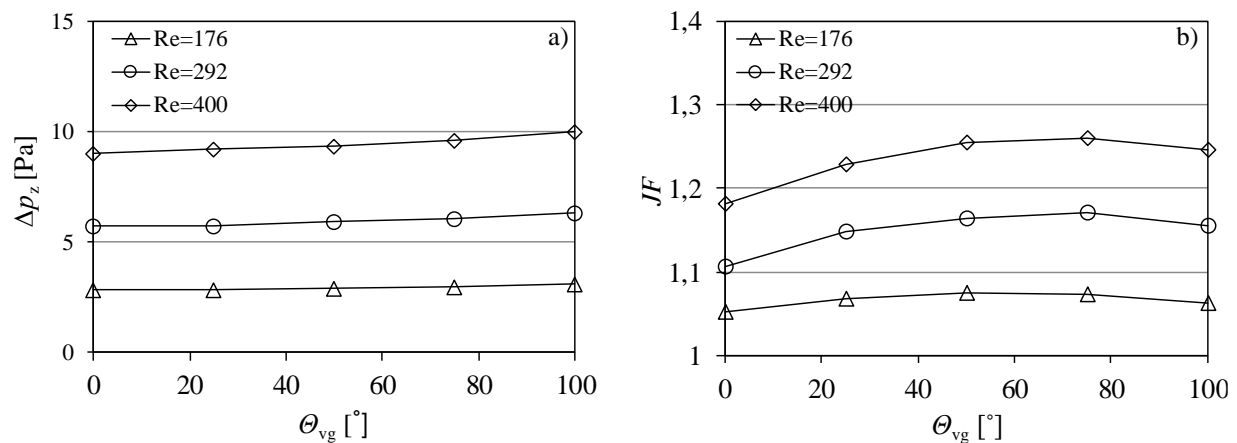 15
10
5
0
Δp_z [Pa]
a)
Re=176
Re=292
Re=400
0 20 40 60 80 100
Θ_vg [°]
1,4
1,3
1,2
1,1
1
JF
b)
Re=176
Re=292
Re=400
0 20 40 60 80 100
Θ_vg [°]